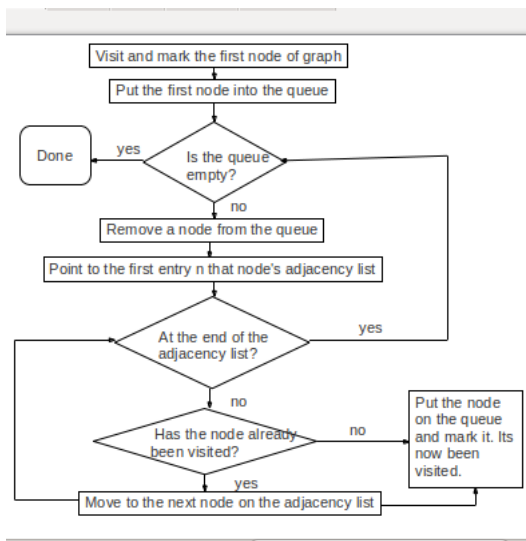 Visit and mark the first node of graph
Put the first node into the queue
Done
yes
Is the queue
empty?
no
Remove a node from the queue
Point to the first entry n that node's adjacency list
At the end of the
adjacency list?
yes
no
Has the node already
been visited?
no
Put the node
on the queue
and mark it. Its
now been
visited.
yes
Move to the next node on the adjacency list